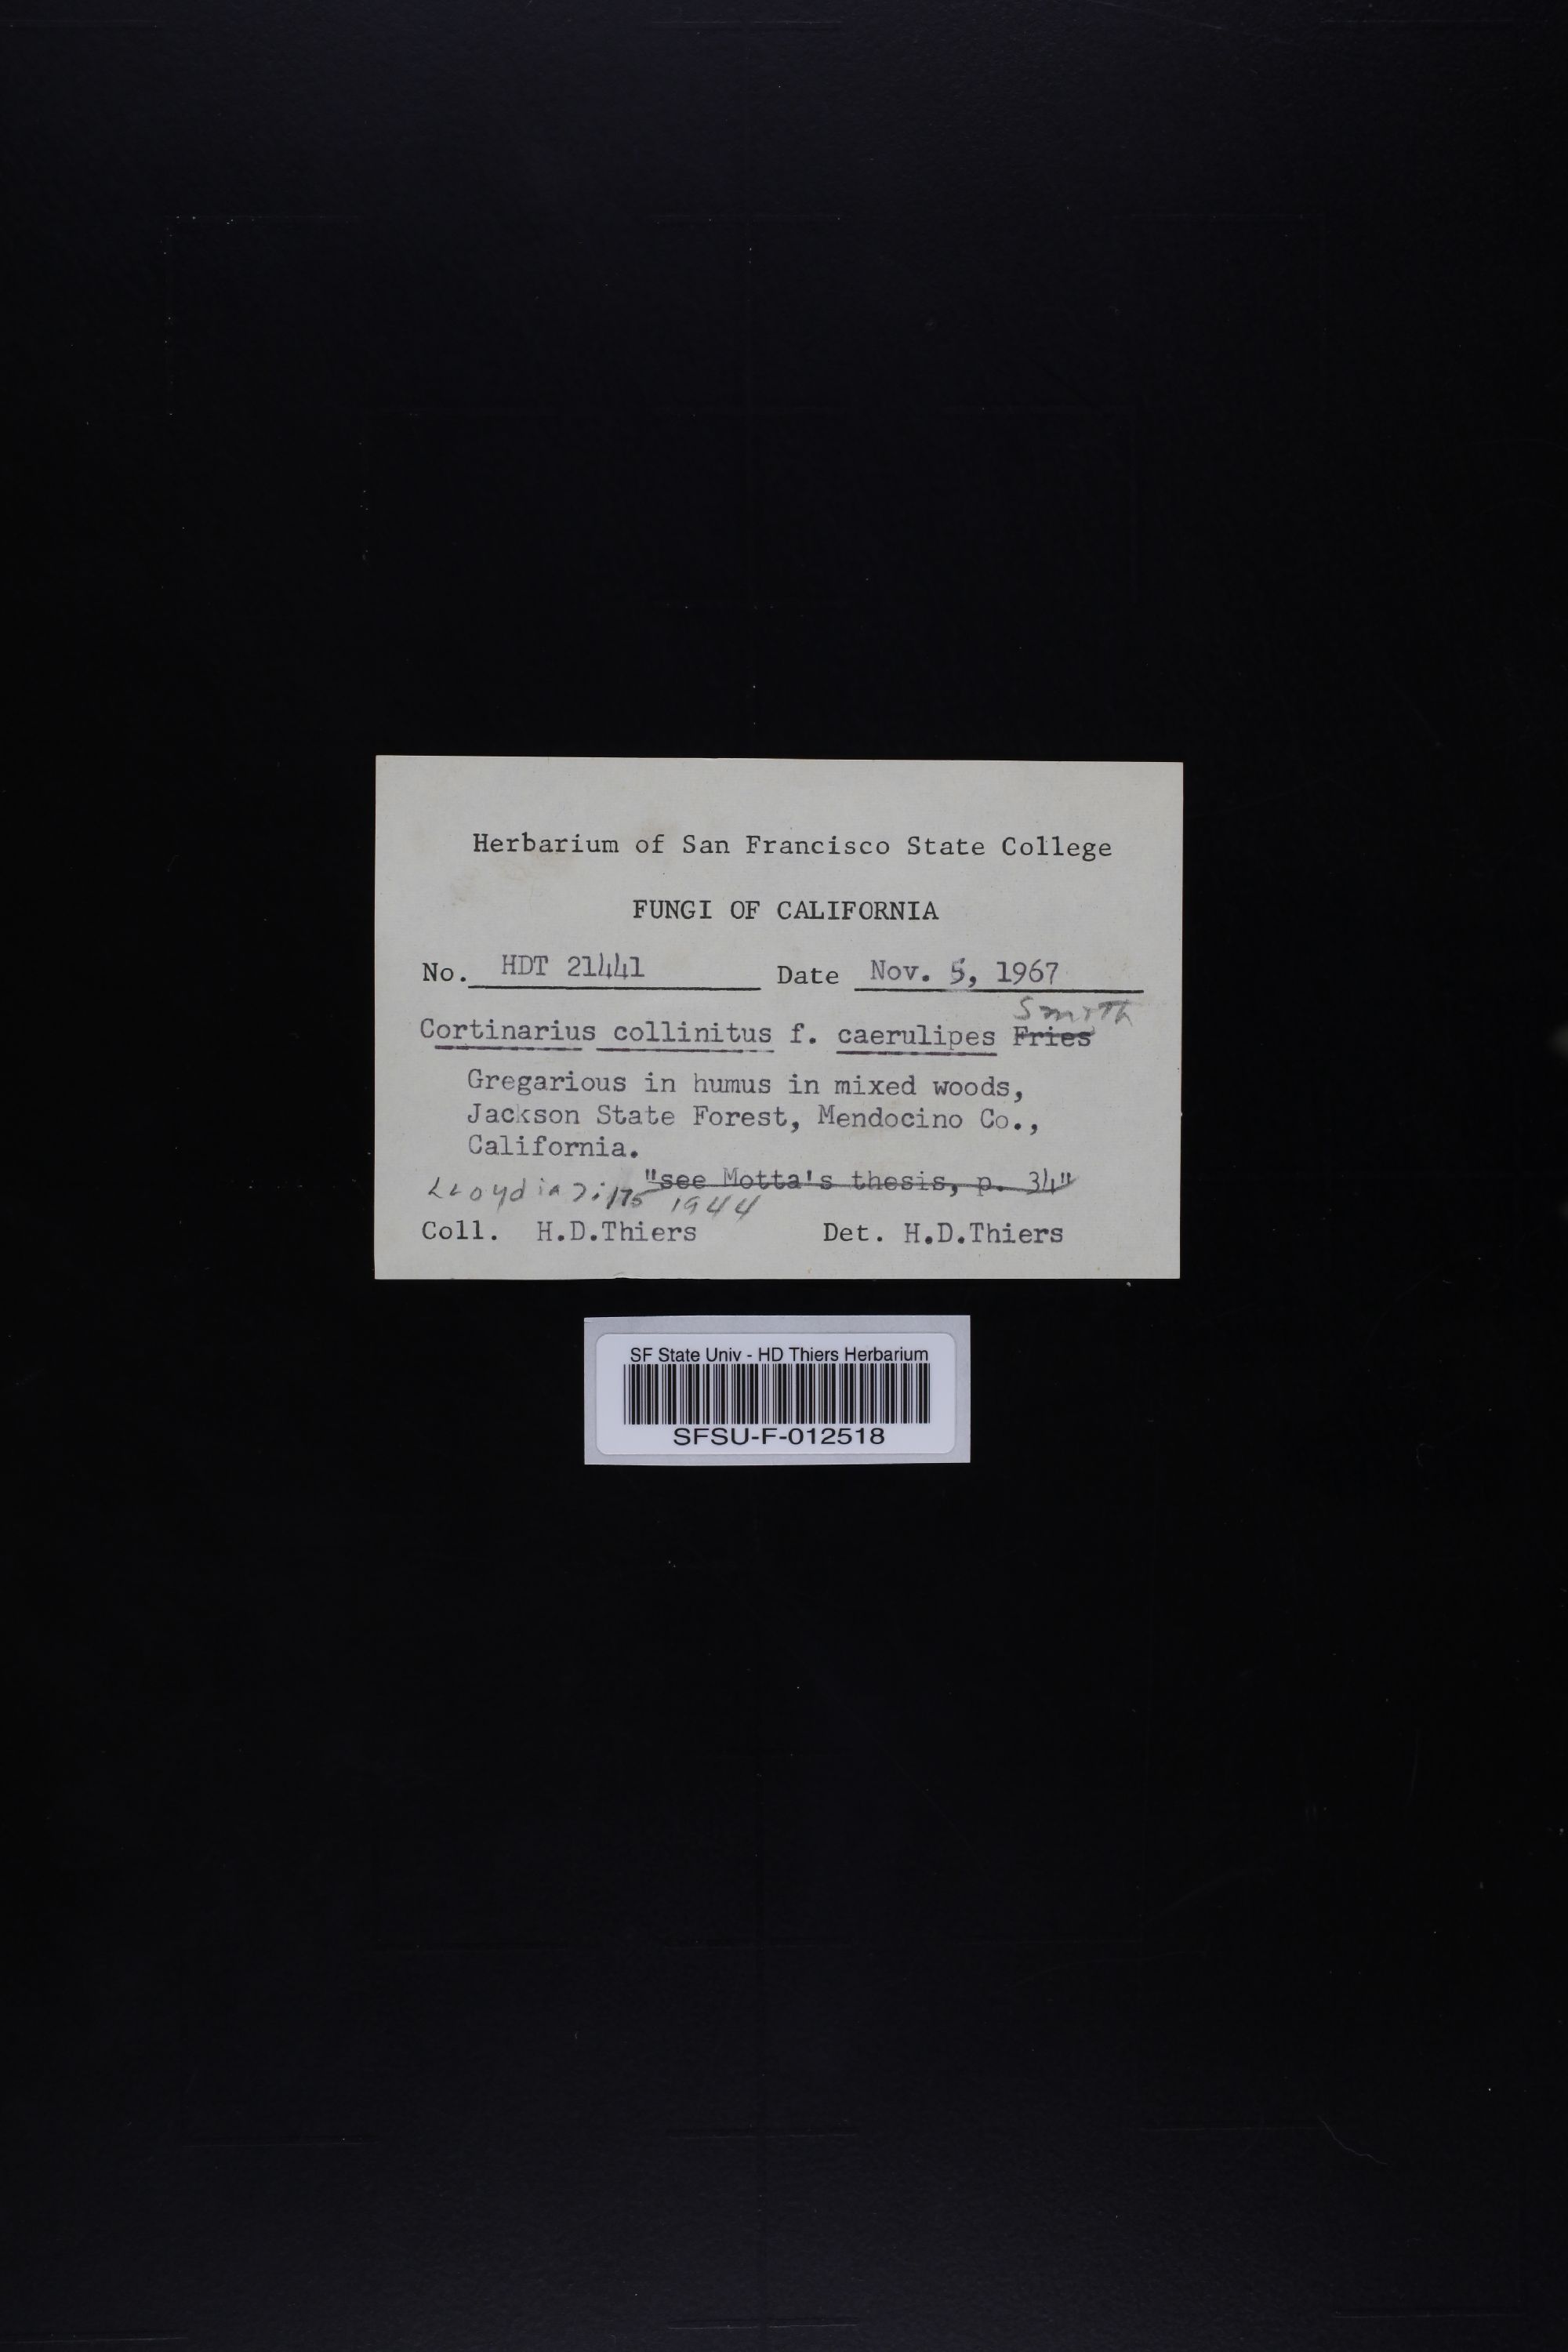 Herbarium of San Francisco State College
FUNGI OF CALIFORNIA
No. HDT 21441 Date Nov. 5, 1967
Smith
Cortinarius collinitus f. caerulipes Fries
Gregarious in humus in mixed woods,
Jackson State Forest, Mendocino Co.,
California.
"see Motta's thesis, p. 34"
Lloydia 7:175 1944
Coll. H.D.Thiers Det. H.D.Thiers
SF State Univ - HD Thiers Herbarium
SFSU-F-012518